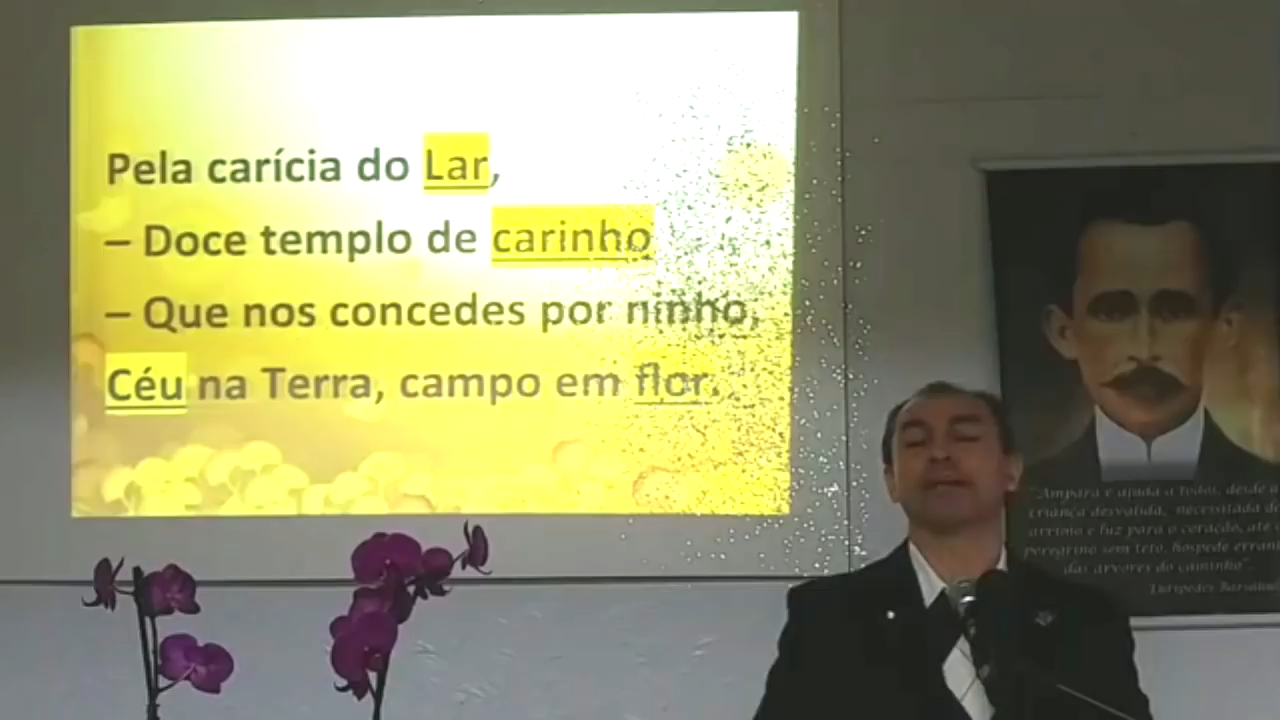 Pela carícia do Lar,
– Doce templo de carinho
– Que nos concedes por ninho,
Céu na Terra, campo em flor.
"Ampara e ajuda a todos, desde a
criança desvalida, necessitada de
arrimo e luz para o coração, até o
peregrino sem teto, hóspede errante
das árvores do caminho".